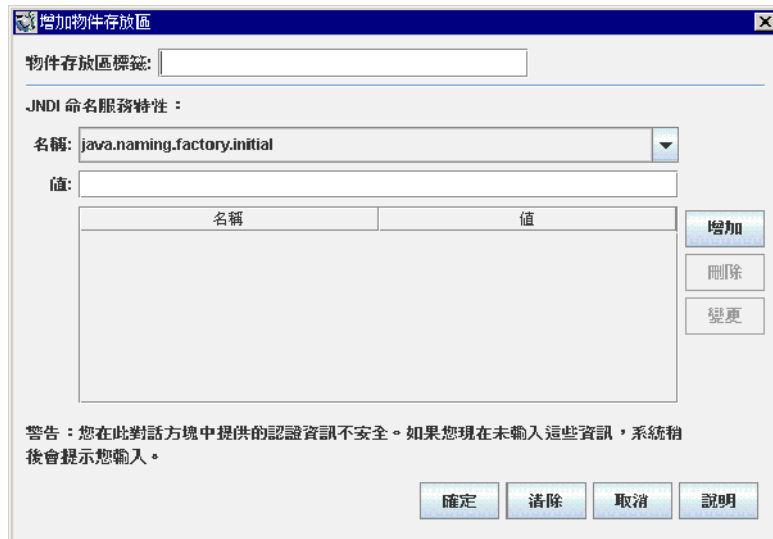 增加物件存放區
物件存放區標籤:
JNDI 命名服務特性：
名稱: java.naming.factory.initial
值:
名稱 值
增加
刪除
變更
警告：您在此對話方塊中提供的認證資訊不安全。如果您現在未輸入這些資訊，系統稍
後會提示您輸入。
確定 清除 取消 說明